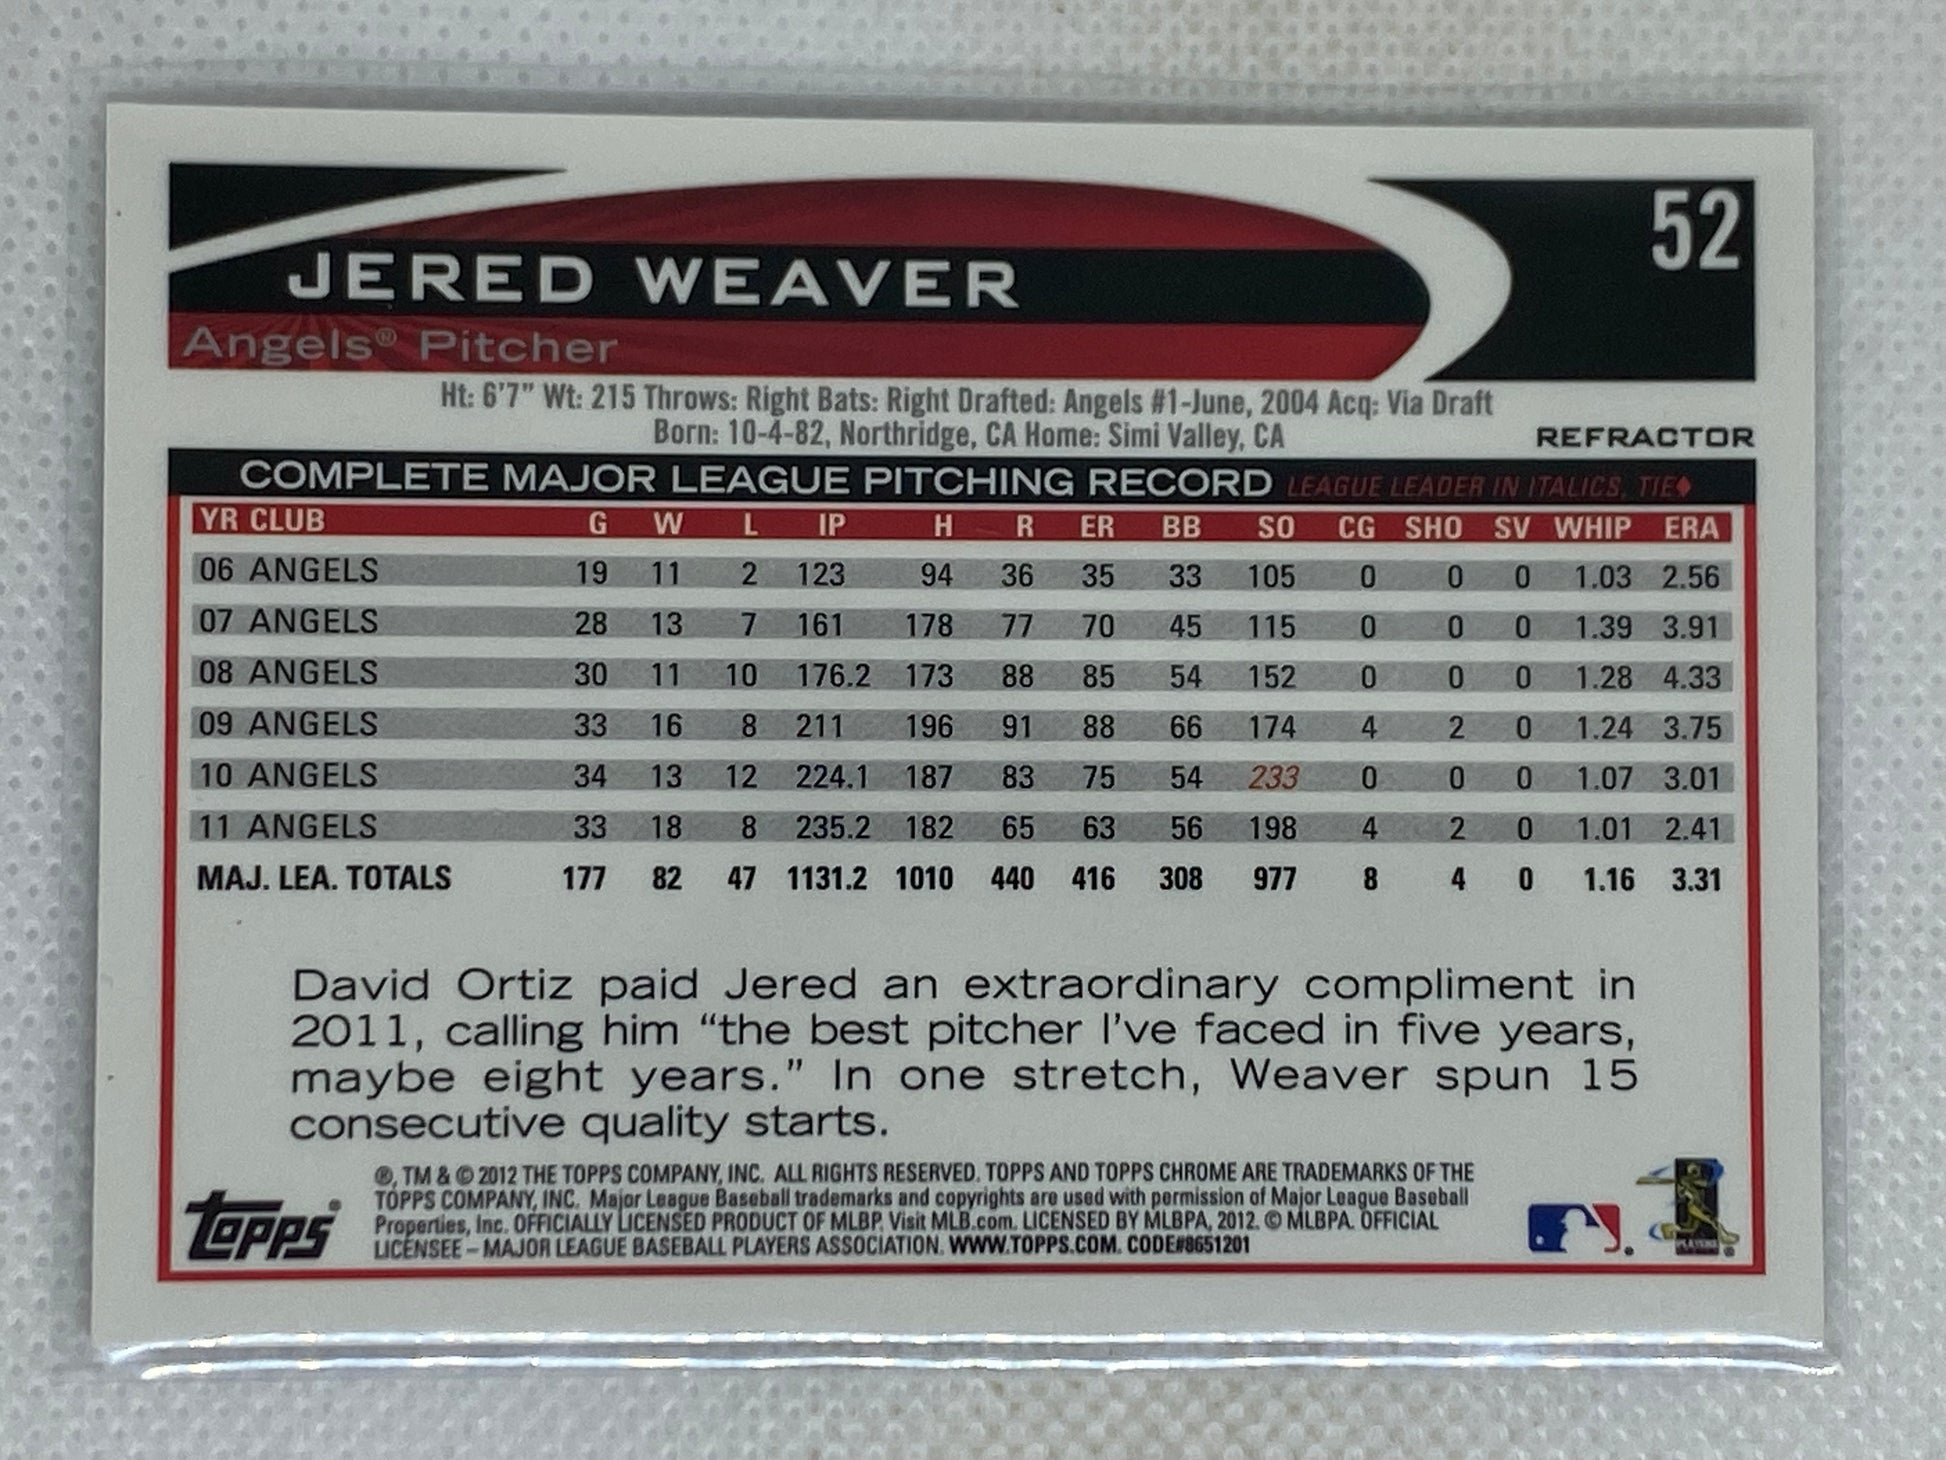 52
JERED WEAVER
Angels® Pitcher
Ht: 6'7" Wt: 215 Throws: Right Bats: Right Drafted: Angels #1-June, 2004 Acq: Via Draft
Born: 10-4-82, Northridge, CA Home: Simi Valley, CA
REFRACTOR
COMPLETE MAJOR LEAGUE PITCHING RECORD LEAGUE LEADER IN ITALICS, TIE♦
YR CLUB G W L IP H R ER BB SO CG SHO SV WHIP ERA
06 ANGELS 19 11 2 123 94 36 35 33 105 0 0 0 1.03 2.56
07 ANGELS 28 13 7 161 178 77 70 45 115 0 0 0 1.39 3.91
08 ANGELS 30 11 10 176.2 173 88 85 54 152 0 0 0 1.28 4.33
09 ANGELS 33 16 8 211 196 91 88 66 174 4 2 0 1.24 3.75
10 ANGELS 34 13 12 224.1 187 83 75 54 233 0 0 0 1.07 3.01
11 ANGELS 33 18 8 235.2 182 65 63 56 198 4 2 0 1.01 2.41
MAJ. LEA. TOTALS 177 82 47 1131.2 1010 440 416 308 977 8 4 0 1.16 3.31
David Ortiz paid Jered an extraordinary compliment in
2011, calling him “the best pitcher I've faced in five years,
maybe eight years.” In one stretch, Weaver spun 15
consecutive quality starts.
®, TM & © 2012 THE TOPPS COMPANY, INC. ALL RIGHTS RESERVED. TOPPS AND TOPPS CHROME ARE TRADEMARKS OF THE
TOPPS COMPANY, INC. Major League Baseball trademarks and copyrights are used with permission of Major League Baseball
Properties, Inc. OFFICIALLY LICENSED PRODUCT OF MLBP. Visit MLB.com. LICENSED BY MLBPA, 2012. © MLBPA. OFFICIAL
LICENSEE – MAJOR LEAGUE BASEBALL PLAYERS ASSOCIATION. WWW.TOPPS.COM. CODE#8651201
topps®